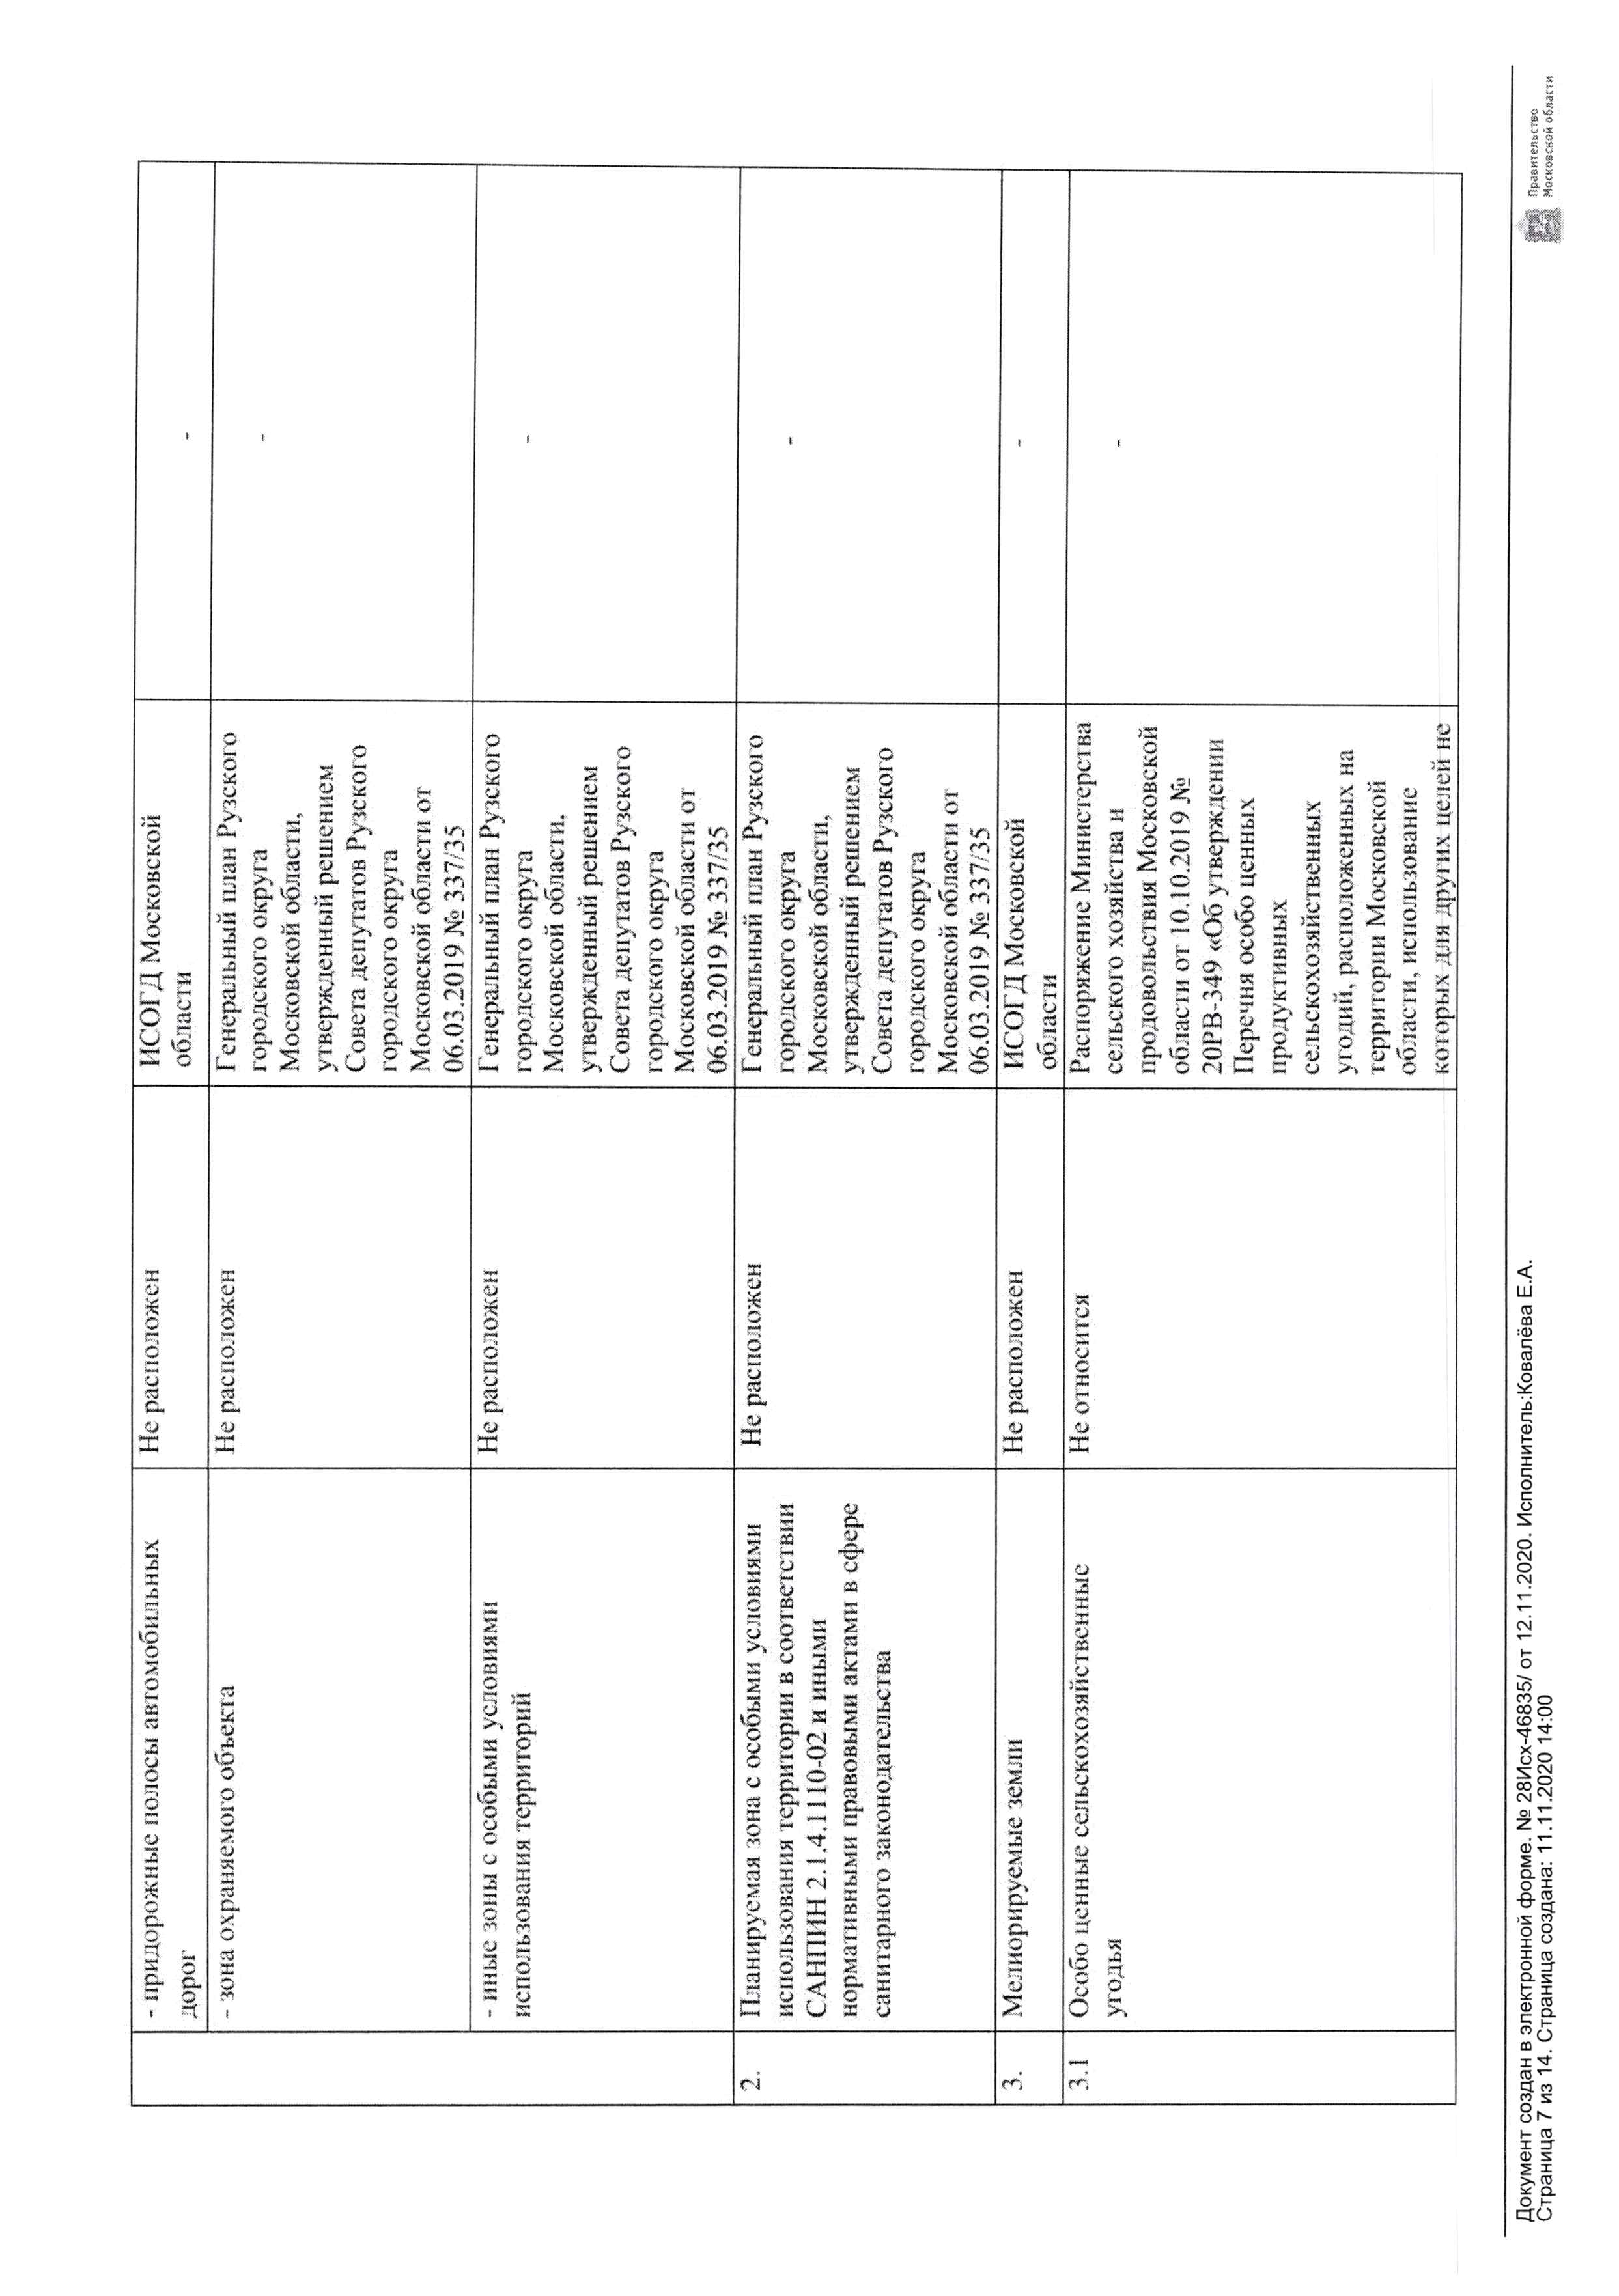 - придорожные полосы автомобильных
дорог
Не расположен
ИСОГД Московской
области
-
- зона охраняемого объекта
Не расположен
Генеральный план Рузского
городского округа
Московской области,
утвержденный решением
Совета депутатов Рузского
городского округа
Московской области от
06.03.2019 № 337/35
-
- иные зоны с особыми условиями
использования территорий
Не расположен
Генеральный план Рузского
городского округа
Московской области.
утвержденный решением
Совета депутатов Рузского
городского округа
Московской области от
06.03.2019 № 337/35
-
2.
Планируемая зона с особыми условиями
использования территории в соответствии
САНПИН 2.1.4.1110-02 и иными
нормативными правовыми актами в сфере
санитарного законодательства
Не расположен
Генеральный план Рузского
городского округа
Московской области,
утвержденный решением
Совета депутатов Рузского
городского округа
Московской области от
06.03.2019 № 337/35
-
3.
Мелиорируемые земли
Не расположен
ИСОГД Московской
области
-
3.1
Особо ценные сельскохозяйственные
угодья
Не относится
Распоряжение Министерства
сельского хозяйства и
продовольствия Московской
области от 10.10.2019 №
20РВ-349 «Об утверждении
Перечня особо ценных
продуктивных
сельскохозяйственных
угодий, расположенных на
территории Московской
области, использование
которых для других целей не
-
Документ создан в электронной форме. № 28Исх-46835/ от 12.11.2020. Исполнитель:Ковалёва Е.А.
Страница 7 из 14. Страница создана: 11.11.2020 14:00
Правительство
Московской области